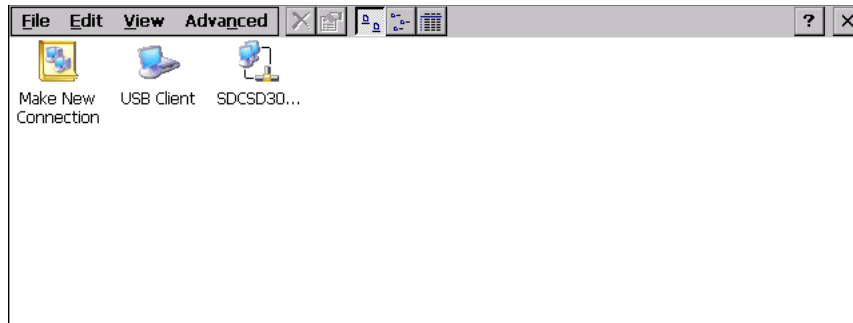 File Edit View Advanced ?
Make New USB Client SDCSD30...
Connection